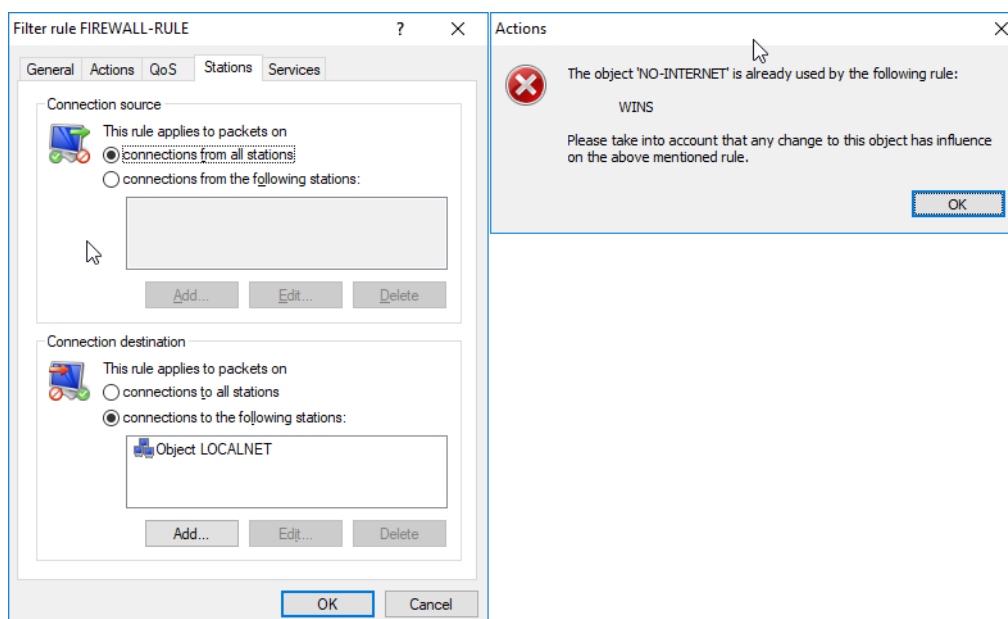 Filter rule FIREWALL-RULE
?
General Actions QoS Stations Services
Connection source
This rule applies to packets on
connections from all stations
connections from the following stations:
Add... Edit... Delete
Connection destination
This rule applies to packets on
connections to all stations
connections to the following stations:
Object LOCALNET
Add... Edit... Delete
OK Cancel
Actions
The object 'NO-INTERNET' is already used by the following rule:
WINS
Please take into account that any change to this object has influence
on the above mentioned rule.
OK